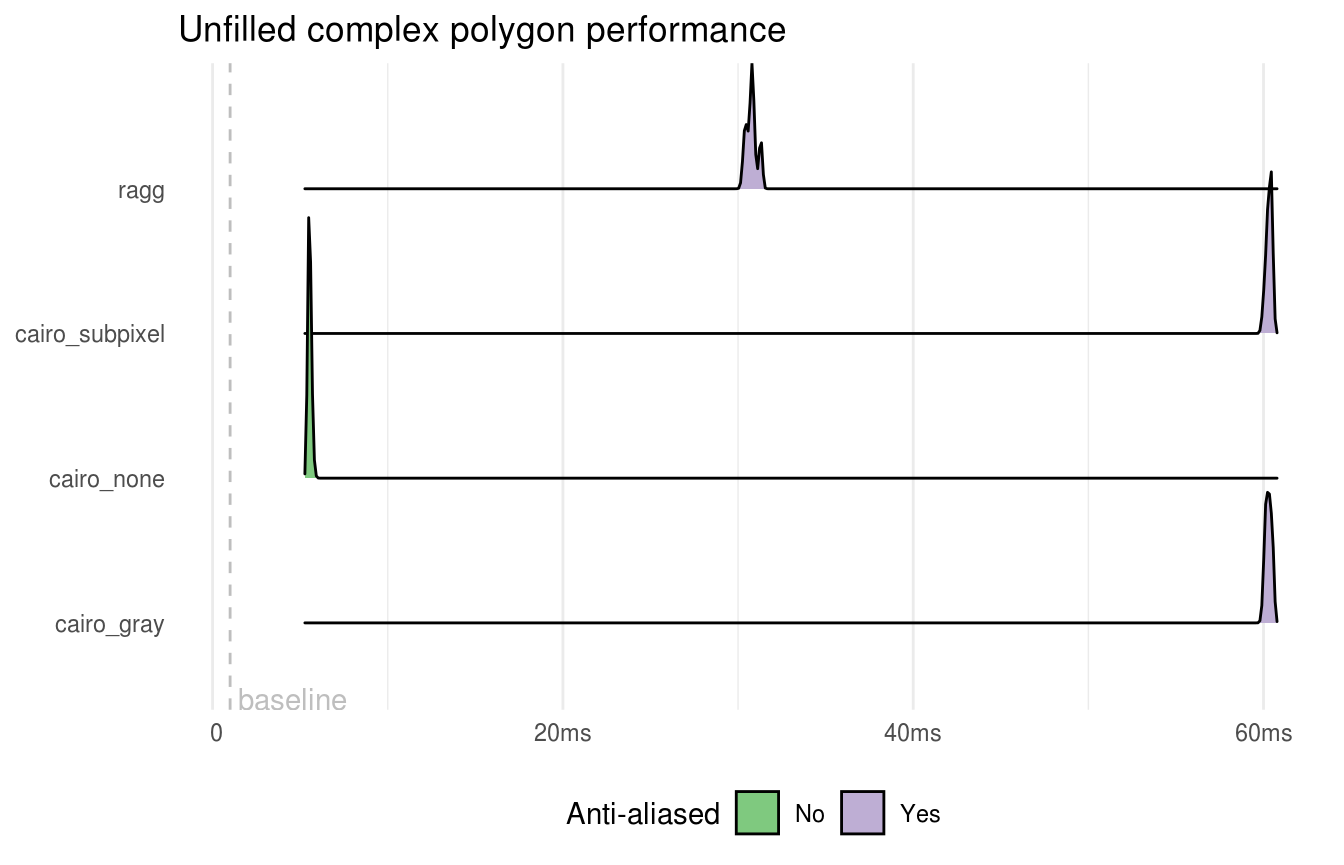 Unfilled complex polygon performance
ragg
cairo_subpixel
cairo_none
cairo_gray
baseline
0 20ms 40ms 60ms
Anti-aliased No Yes